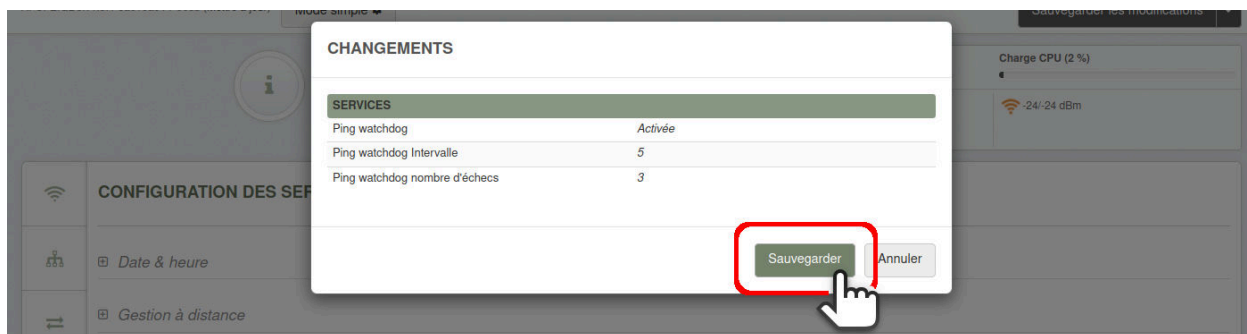 Mode simple
Sauvegarder les modifications
CHANGEMENTS
Charge CPU (2 %)
SERVICES
-24/-24 dBm
Ping watchdog Activée
Ping watchdog Intervalle 5
Ping watchdog nombre d'échecs 3
CONFIGURATION DES SER
Sauvegarder Annuler
Date & heure
Gestion à distance